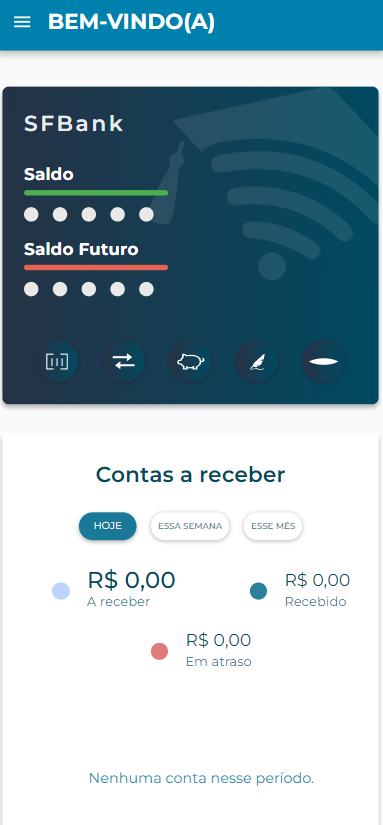 BEM-VINDO(A)
SFBank
Saldo
Saldo Futuro
Contas a receber
HOJE
ESSA SEMANA
ESSE MÊS
R$ 0,00
A receber
R$ 0,00
Recebido
R$ 0,00
Em atraso
Nenhuma conta nesse período.